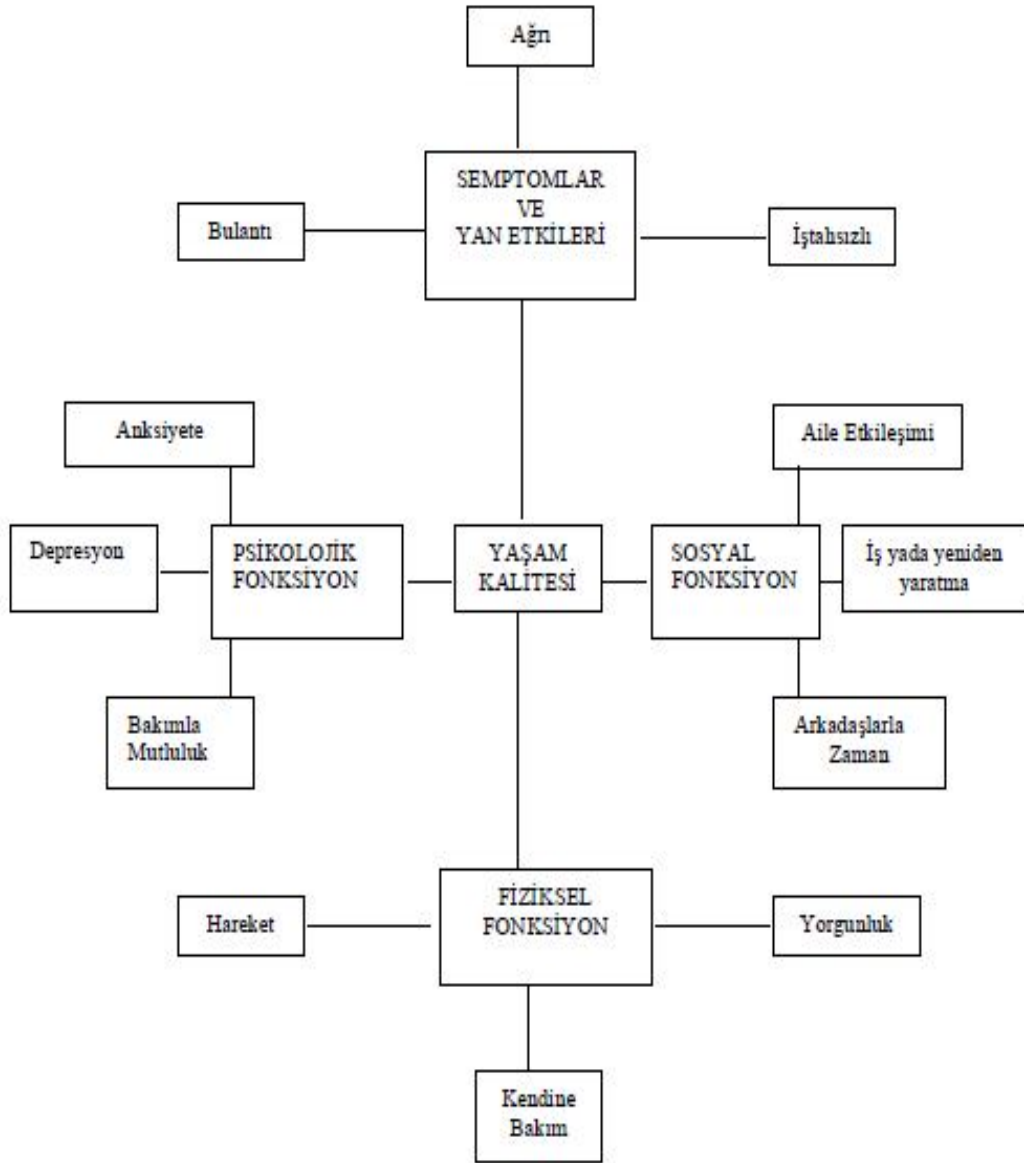 Ağrı
SEMPTOMLAR
VE
YAN ETKİLERİ
Bulantı
İştahsızlı
Anksiyete
Aile Etkileşimi
Depresyon
PSİKOLOJİK
FONKSİYON
YAŞAM
KALİTESİ
SOSYAL
FONKSİYON
İş yada yeniden
yaratma
Bakımla
Mutluluk
Arkadaşlarla
Zaman
FİZİKSEL
FONKSİYON
Hareket
Yorgunluk
Kendine
Bakım